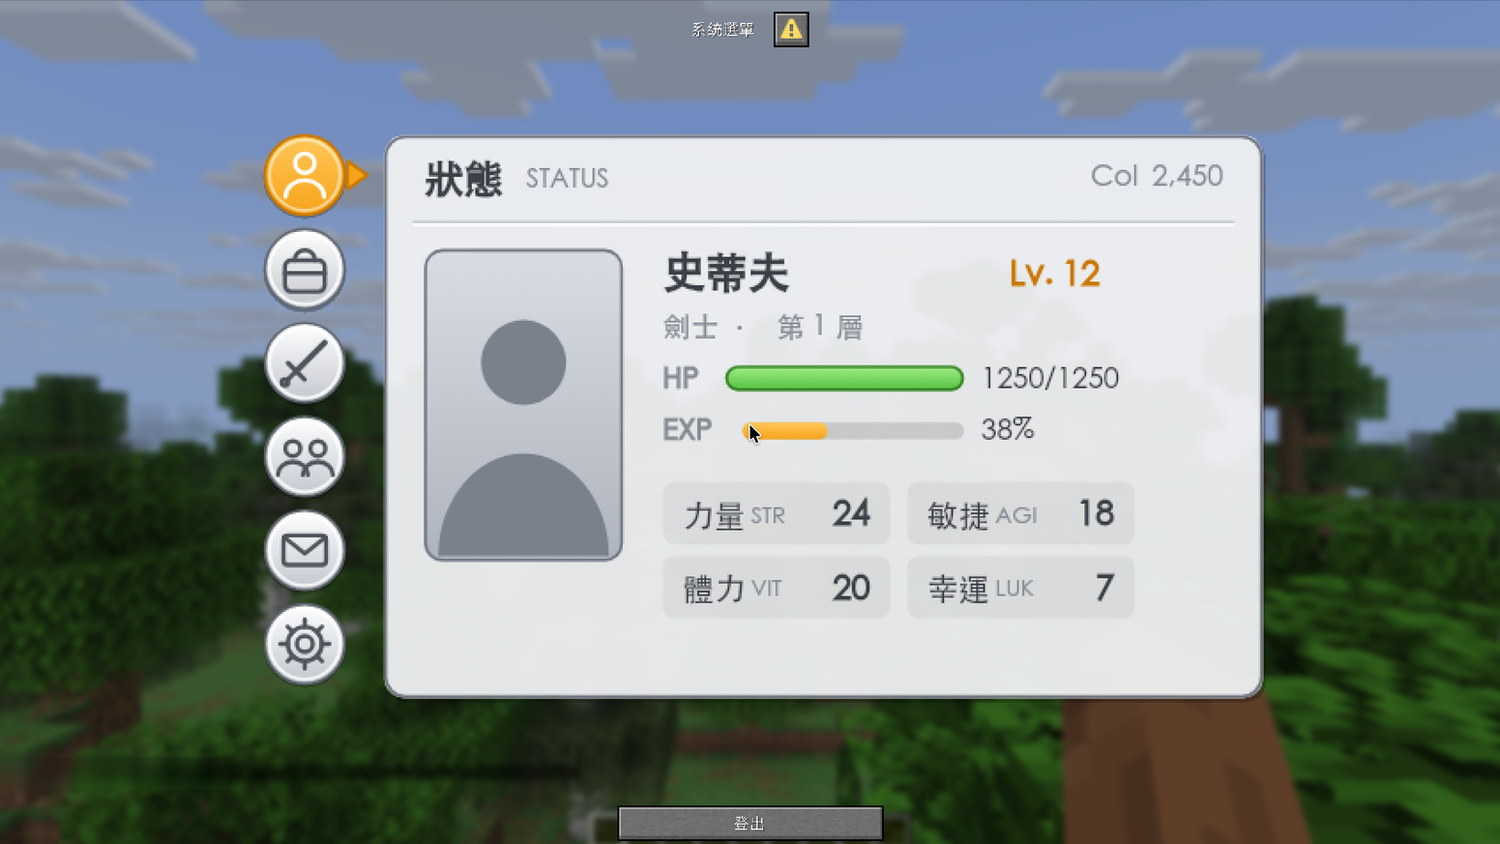 系統選單
狀態 STATUS Col 2,450
史蒂夫 Lv. 12
劍士 · 第 1 層
HP 1250/1250
EXP 38%
力量 STR 24 敏捷 AGI 18
體力 VIT 20 幸運 LUK 7
登出